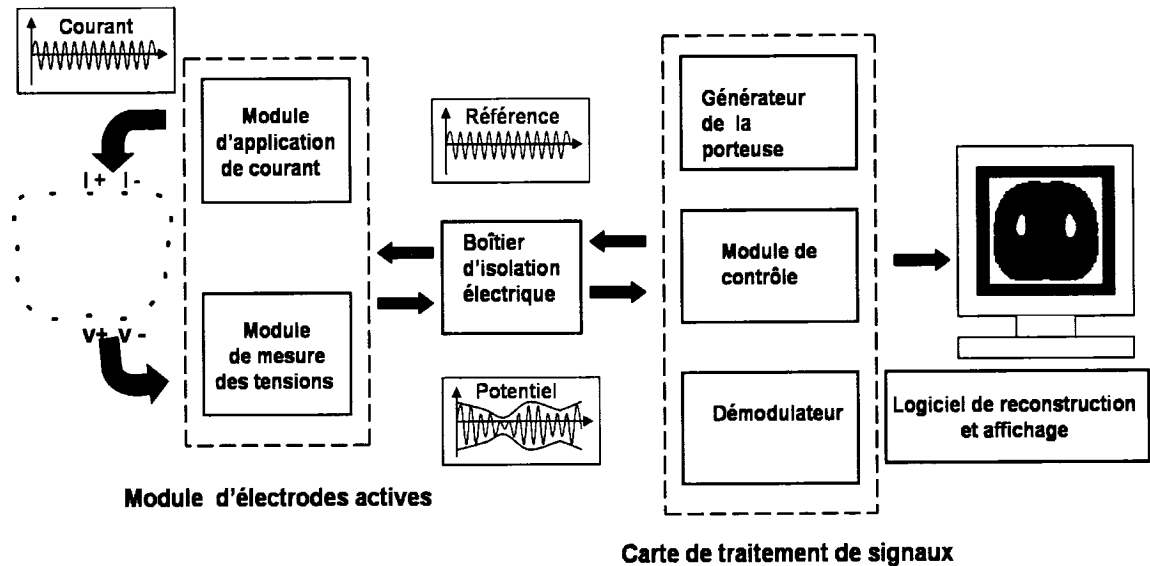 Courant
Module
d'application
de courant
I+ I-
v+ v -
Module
de mesure
des tensions
Module d'électrodes actives
Référence
Boîtier
d'isolation
électrique
Potentiel
Générateur
de la
porteuse
Module de
contrôle
Démodulateur
Carte de traitement de signaux
Logiciel de reconstruction
et affichage